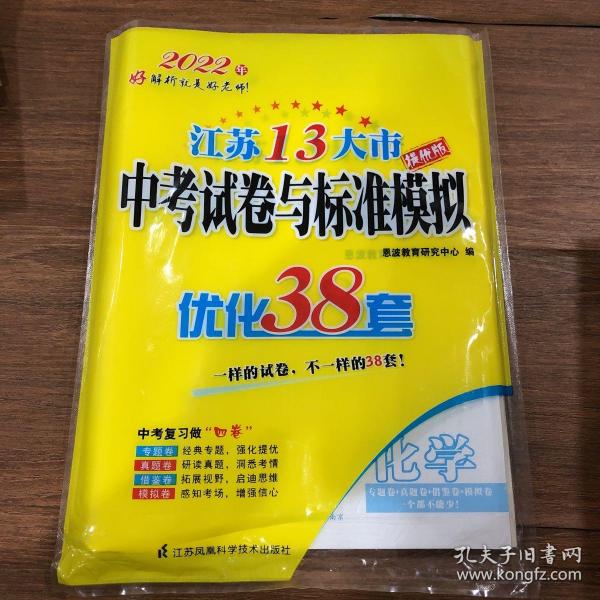 2022年
好解析就是好老师!
江苏13大市
提优版
中考试卷与标准模拟
恩波教育研究中心 编
优化38套
一样的试卷，不一样的38套!
中考复习做“四卷”
专题卷 经典专题，强化提优
真题卷 研读真题，洞悉考情
借鉴卷 拓展视野，启迪思维
模拟卷 感知考场，增强信心
化学
专题卷+真题卷+借鉴卷+模拟卷
一个都不能少!
江苏凤凰科学技术出版社
孔夫子旧书网
www.kongfz.com